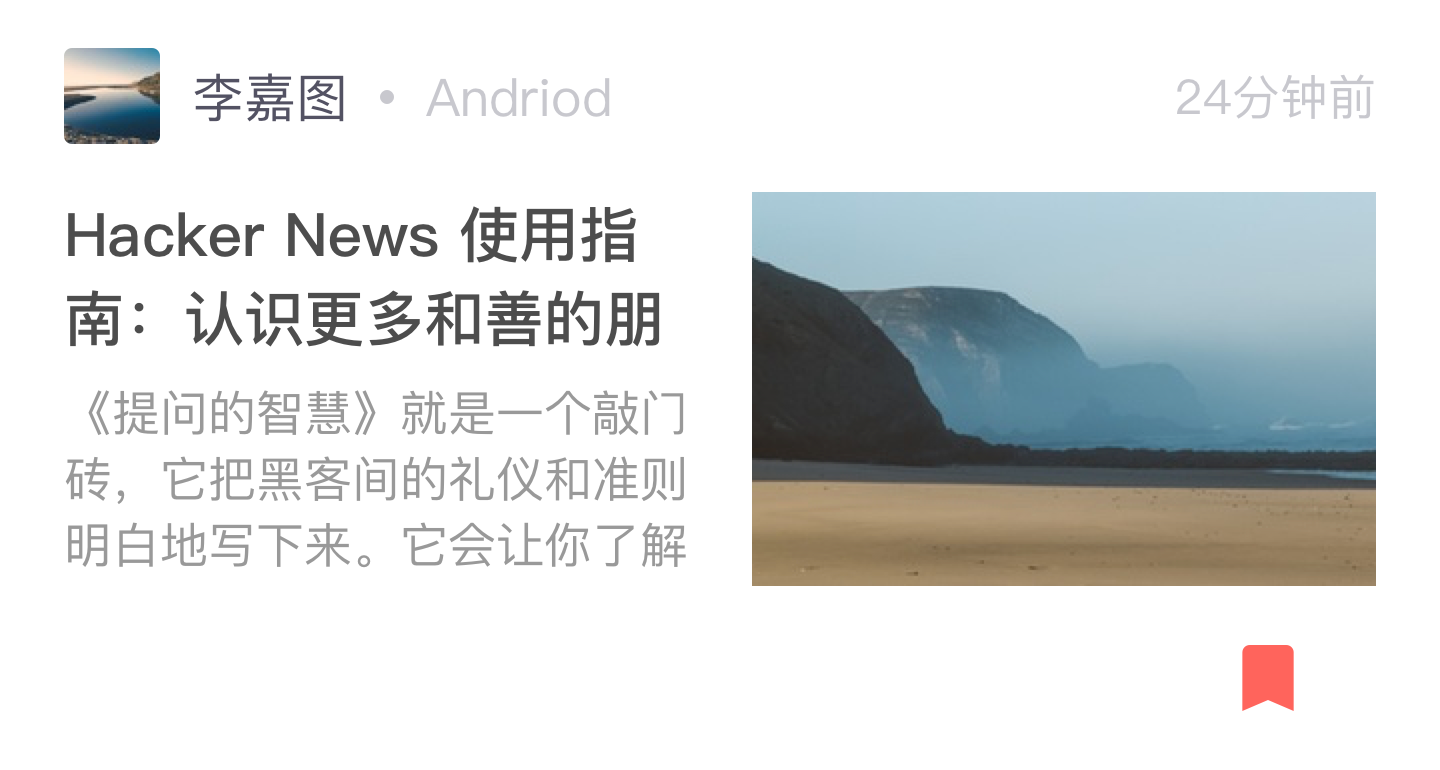 李嘉图 • Andriod
24分钟前
Hacker News 使用指
南：认识更多和善的朋
《提问的智慧》就是一个敲门
砖，它把黑客间的礼仪和准则
明白地写下来。它会让你了解